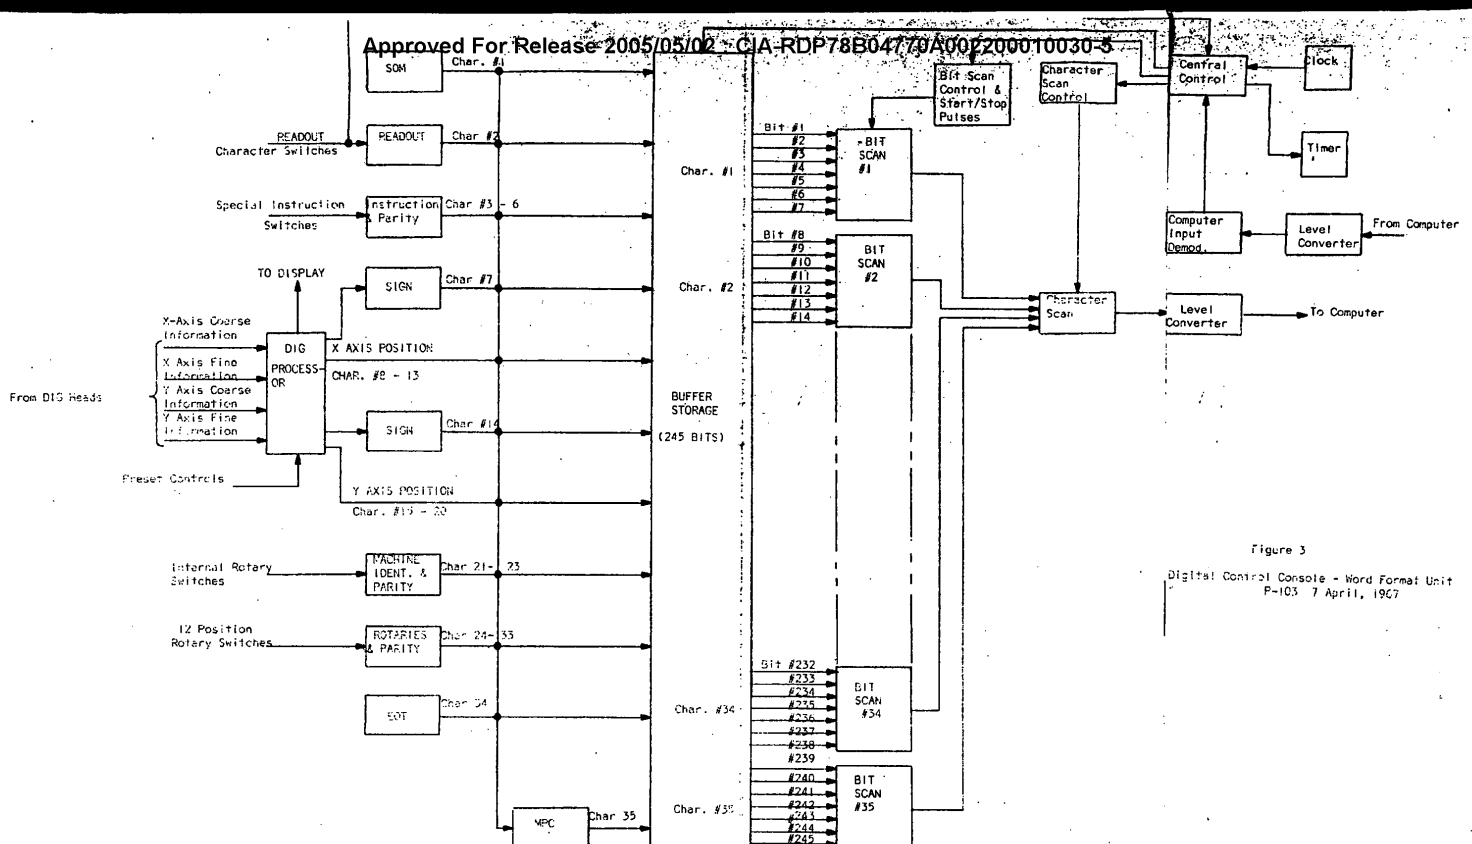 Approved For Release 2005/05/02 : CIA-RDP78B04770A002200010030-5
SOM
Char. #1
READOUT
Character Switches
READOUT
Char #2
Special Instruction
Switches
Instruction
& Parity
Char #3 - 6
TO DISPLAY
SIGN
Char #7
X-Axis Coarse
Information
X Axis Fine
Information
Y Axis Coarse
Information
Y Axis Fine
Information
From DIG Heads
DIG
PROCESS-
OR
X AXIS POSITION
CHAR. #8 - 13
SIGN
Char #14
Preset Controls
Y AXIS POSITION
Char. #15 - 20
Internal Rotary
Switches
MACHINE
IDENT. &
PARITY
Char 21- 23
12 Position
Rotary Switches
ROTARIES
& PARITY
Char 24- 33
EOT
Char 34
MPC
Char 35
BUFFER
STORAGE
(245 BITS)
Char. #1
Char. #2
Char. #34
Char. #35
Bit #1
#2
#3
#4
#5
#6
#7
BIT
SCAN
#1
Bit #8
#9
#10
#11
#12
#13
#14
BIT
SCAN
#2
Bit #232
#233
#234
#235
#236
#237
#238
BIT
SCAN
#34
#239
#240
#241
#242
#243
#244
#245
BIT
SCAN
#35
Bit Scan
Control &
Start/Stop
Pulses
Character
Scan
Control
Central
Control
Clock
Timer
Computer
Input
Demod.
Level
Converter
From Computer
Character
Scan
Level
Converter
To Computer
Figure 3
Digital Control Console - Word Format Unit
P-103 7 April, 1967